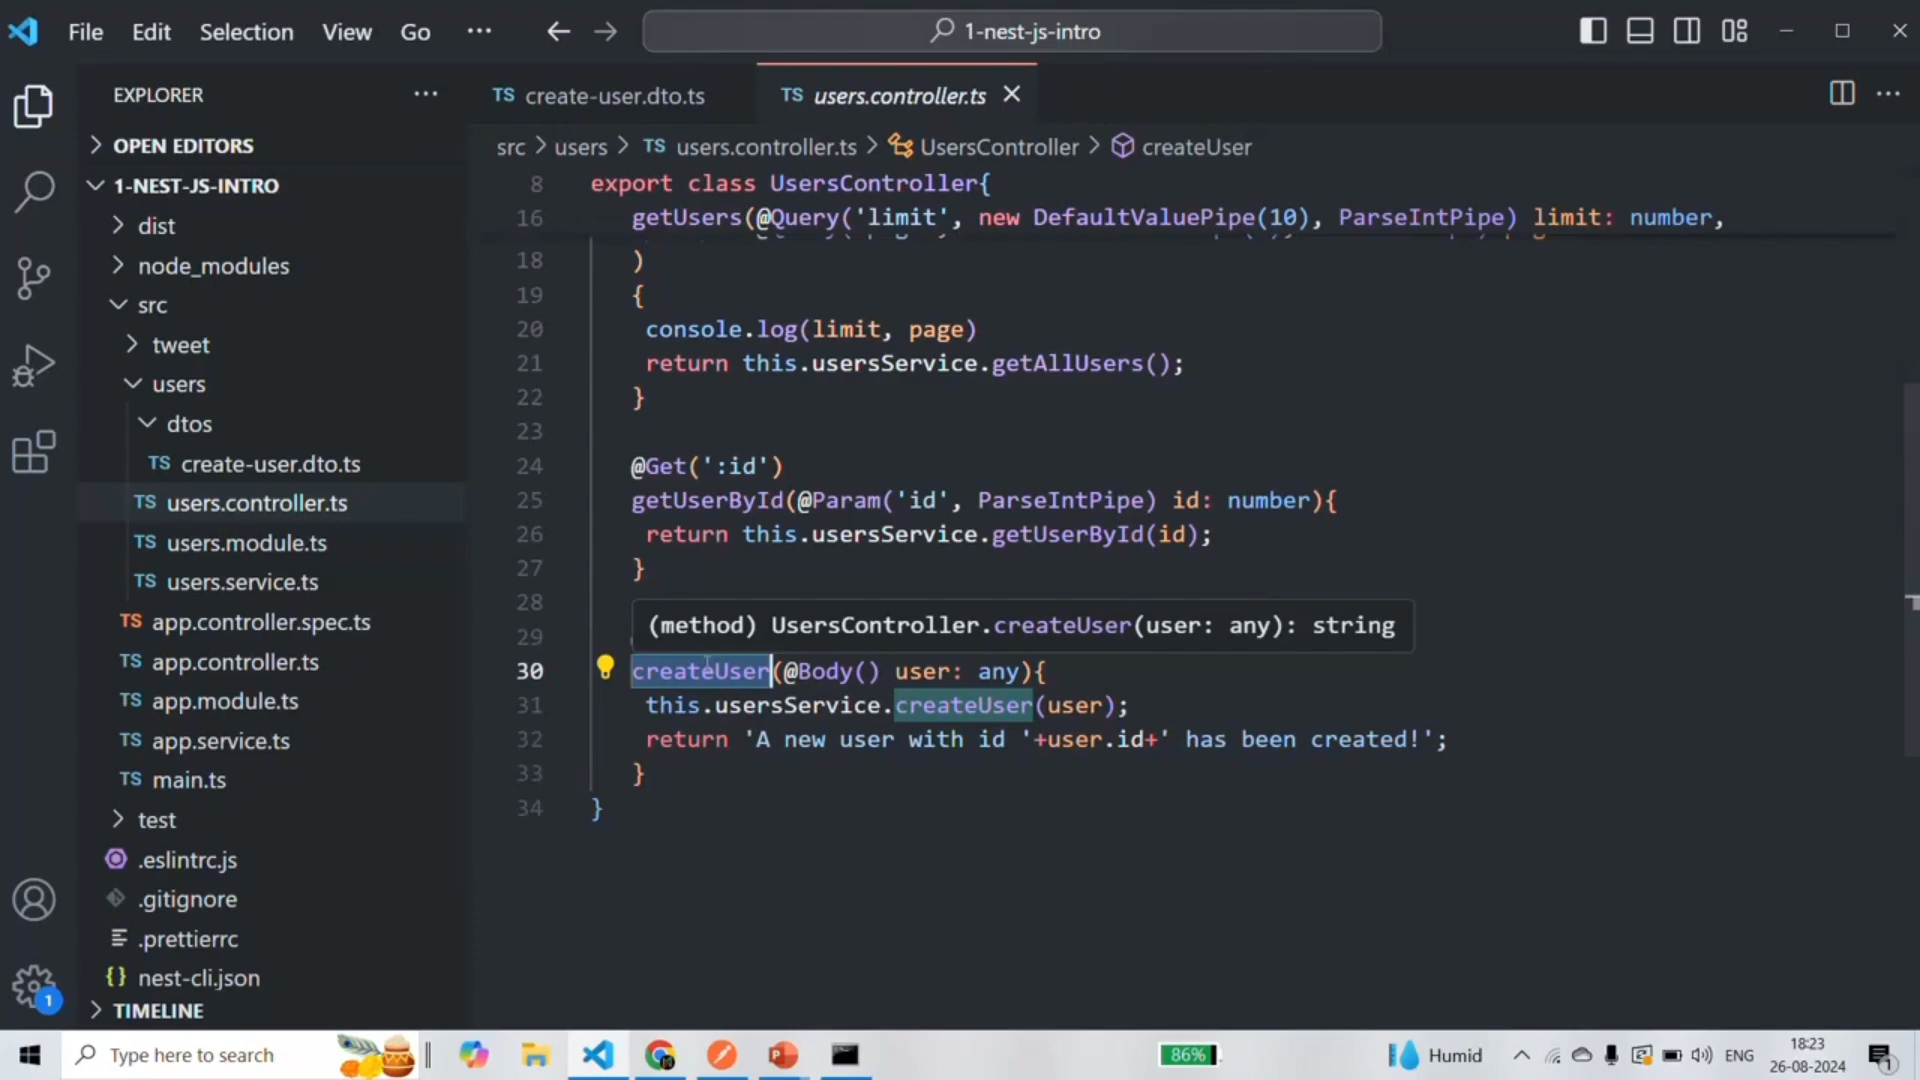 File Edit Selection View Go ··· 1-nest-js-intro
EXPLORER ···
OPEN EDITORS
1-NEST-JS-INTRO
dist
node_modules
src
tweet
users
dtos
TS create-user.dto.ts
TS users.controller.ts
TS users.module.ts
TS users.service.ts
TS app.controller.spec.ts
TS app.controller.ts
TS app.module.ts
TS app.service.ts
TS main.ts
test
.eslintrc.js
.gitignore
.prettierrc
{} nest-cli.json
TIMELINE
1
TS create-user.dto.ts TS users.controller.ts
src > users > TS users.controller.ts > UsersController > createUser
8 export class UsersController{
16 getUsers(@Query('limit', new DefaultValuePipe(10), ParseIntPipe) limit: number,
18 )
19 {
20 console.log(limit, page)
21 return this.usersService.getAllUsers();
22 }
23
24 @Get(':id')
25 getUserById(@Param('id', ParseIntPipe) id: number){
26 return this.usersService.getUserById(id);
27 }
28
(method) UsersController.createUser(user: any): string
29
30 createUser(@Body() user: any){
31 this.usersService.createUser(user);
32 return 'A new user with id '+user.id+' has been created!';
33 }
34 }
Type here to search
86%
Humid
ENG
18:23
26-08-2024
1